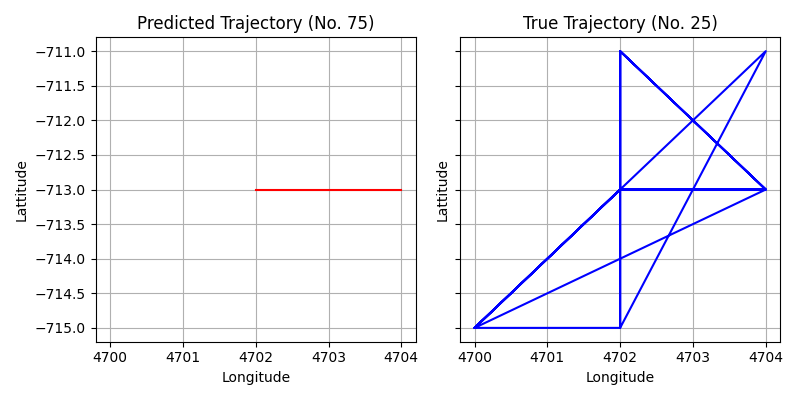 Predicted Trajectory (No. 75)
−711.0
−711.5
−712.0
−712.5
−713.0
−713.5
−714.0
−714.5
−715.0
Lattitude
4700 4701 4702 4703 4704
Longitude
True Trajectory (No. 25)
Lattitude
4700 4701 4702 4703 4704
Longitude